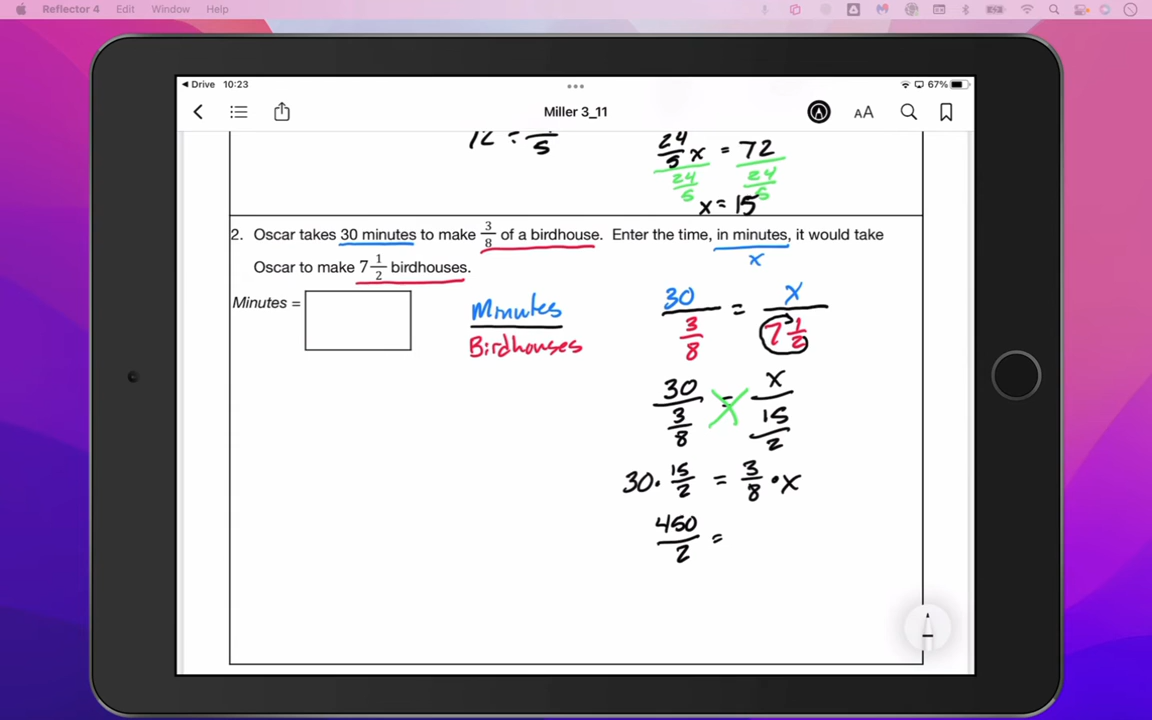 Reflector 4 Edit Window Help
Drive 10:23 67%
Miller 3_11
AA
12 ÷ /5
24/5 x = 72
24/5 24/5
x = 15
2. Oscar takes 30 minutes to make 3/8 of a birdhouse. Enter the time, in minutes, it would take
x
Oscar to make 7 1/2 birdhouses.
Minutes =
Minutes
Birdhouses
30 / 3/8 = x / 7 1/2
30 / 3/8 = x / 15/2
30 · 15/2 = 3/8 · x
450/2 =